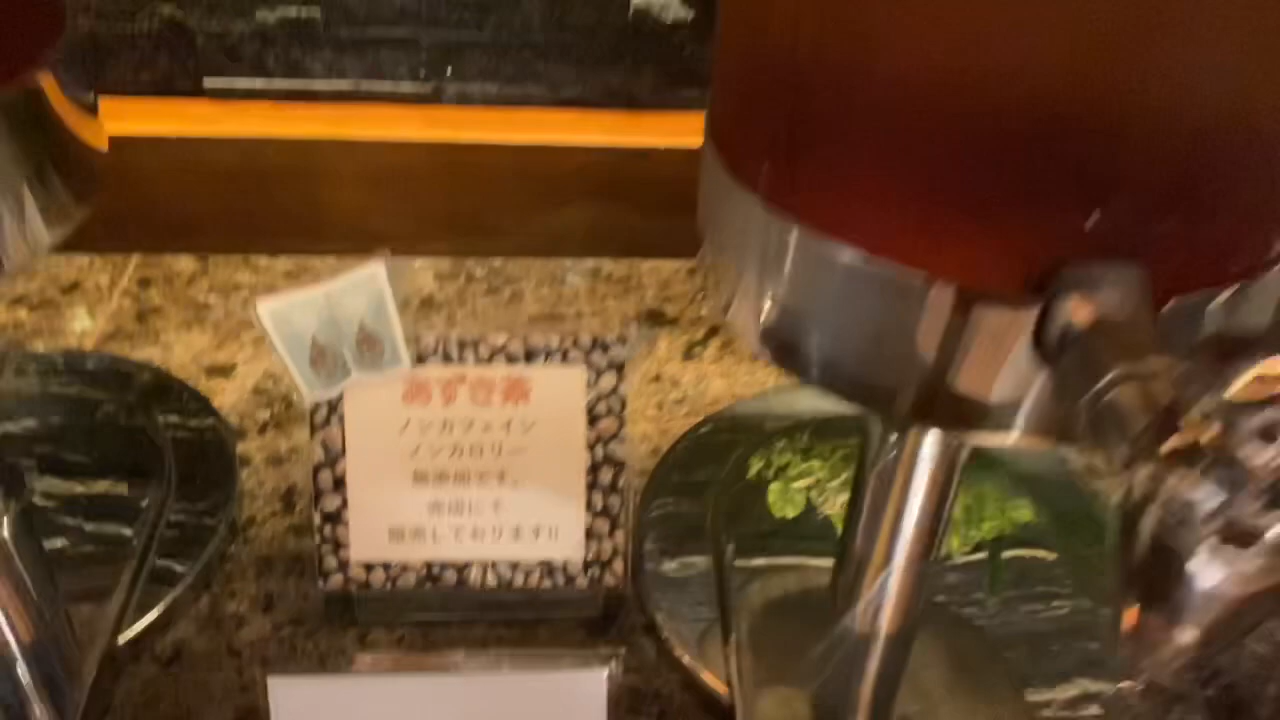 あずき茶
ノンカフェイン
ノンカロリー
無添加です。
売店にて
販売しております!!